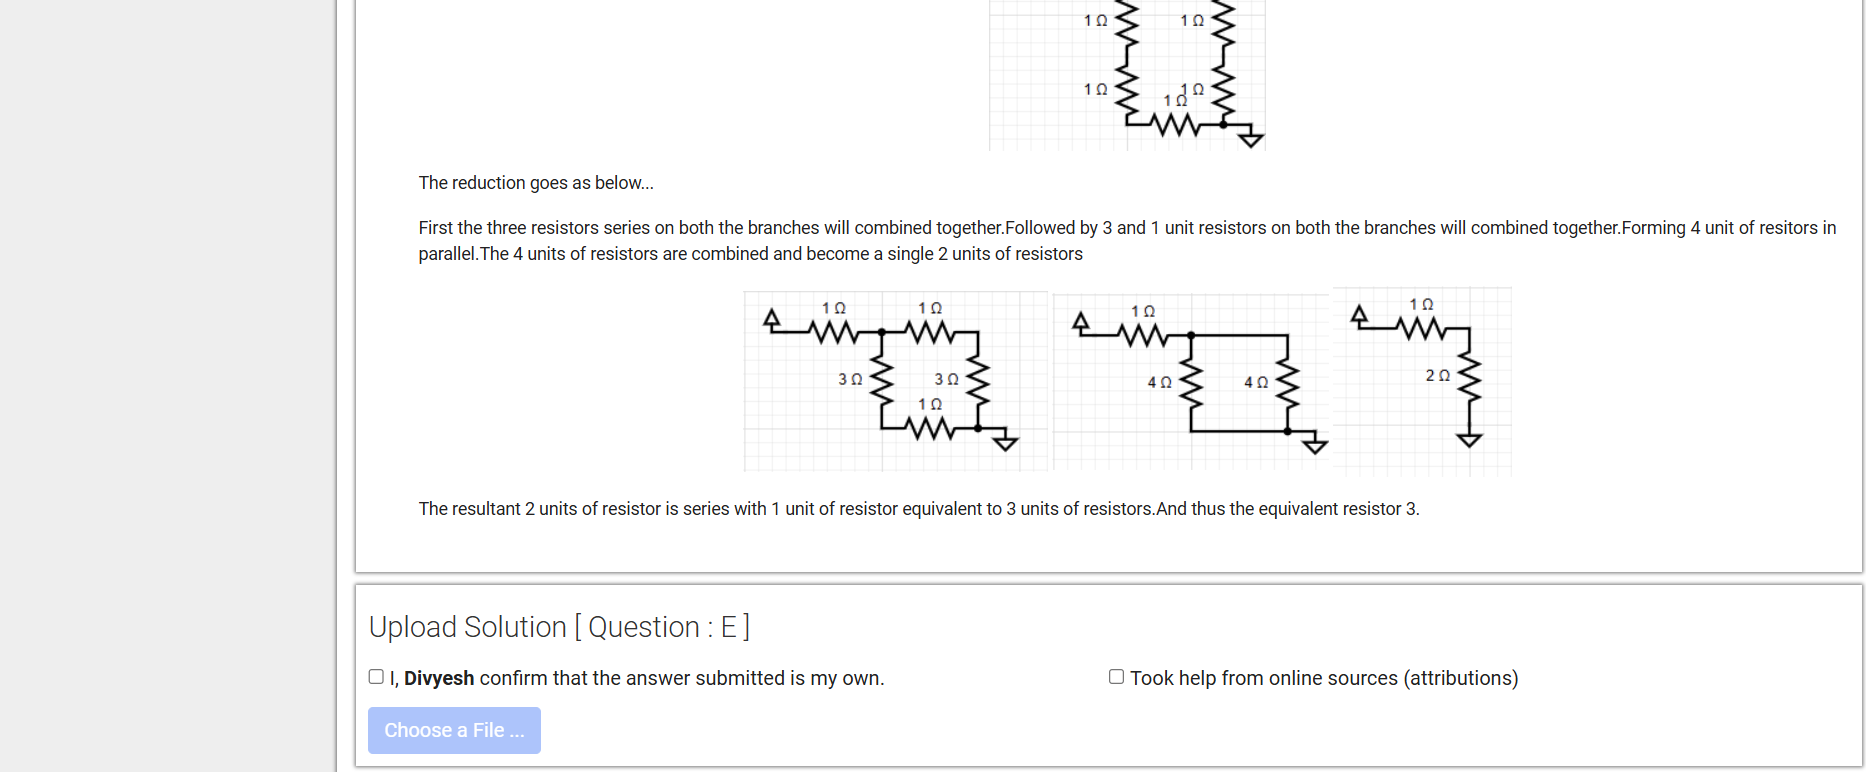 1 Ω 1 Ω
1 Ω 1 Ω
1 Ω
The reduction goes as below...
First the three resistors series on both the branches will combined together.Followed by 3 and 1 unit resistors on both the branches will combined together.Forming 4 unit of resitors in
parallel.The 4 units of resistors are combined and become a single 2 units of resistors
1 Ω 1 Ω
3 Ω 3 Ω
1 Ω
1 Ω
4 Ω 4 Ω
1 Ω
2 Ω
The resultant 2 units of resistor is series with 1 unit of resistor equivalent to 3 units of resistors.And thus the equivalent resistor 3.
Upload Solution [ Question : E ]
I, Divyesh confirm that the answer submitted is my own.
Took help from online sources (attributions)
Choose a File ...